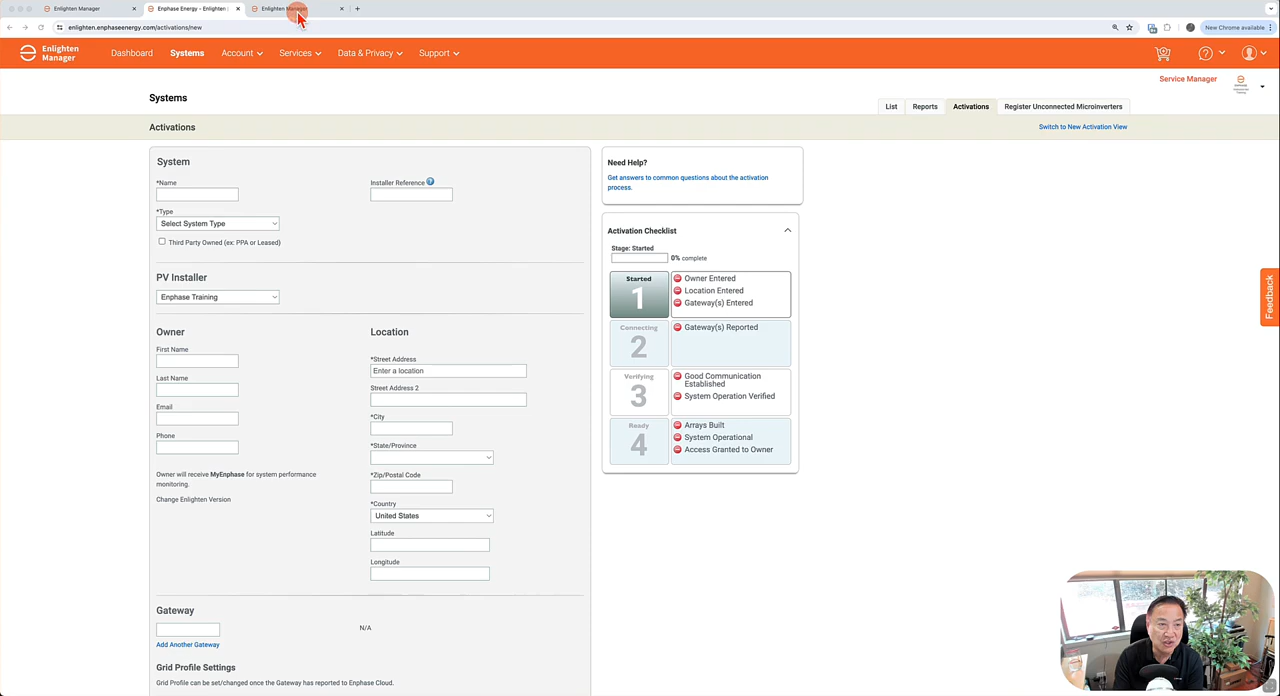 Enlighten Manager
Enphase Energy - Enlighten |
Enlighten Manager
enlighten.enphaseenergy.com/activations/new
New Chrome available
Enlighten
Manager
Dashboard
Systems
Account
Services
Data & Privacy
Support
Service Manager
Systems
List
Reports
Activations
Register Unconnected Microinverters
Activations
Switch to New Activation View
System
*Name
Installer Reference
*Type
Select System Type
Third Party Owned (ex: PPA or Leased)
PV Installer
Enphase Training
Owner
First Name
Last Name
Email
Phone
Owner will receive MyEnphase for system performance
monitoring.
Change Enlighten Version
Location
*Street Address
Enter a location
Street Address 2
*City
*State/Province
*Zip/Postal Code
*Country
United States
Latitude
Longitude
Gateway
N/A
Add Another Gateway
Grid Profile Settings
Grid Profile can be set/changed once the Gateway has reported to Enphase Cloud.
Need Help?
Get answers to common questions about the activation
process.
Activation Checklist
Stage: Started
0% complete
Started
1
Owner Entered
Location Entered
Gateway(s) Entered
Connecting
2
Gateway(s) Reported
Verifying
3
Good Communication
Established
System Operation Verified
Ready
4
Arrays Built
System Operational
Access Granted to Owner
Feedback